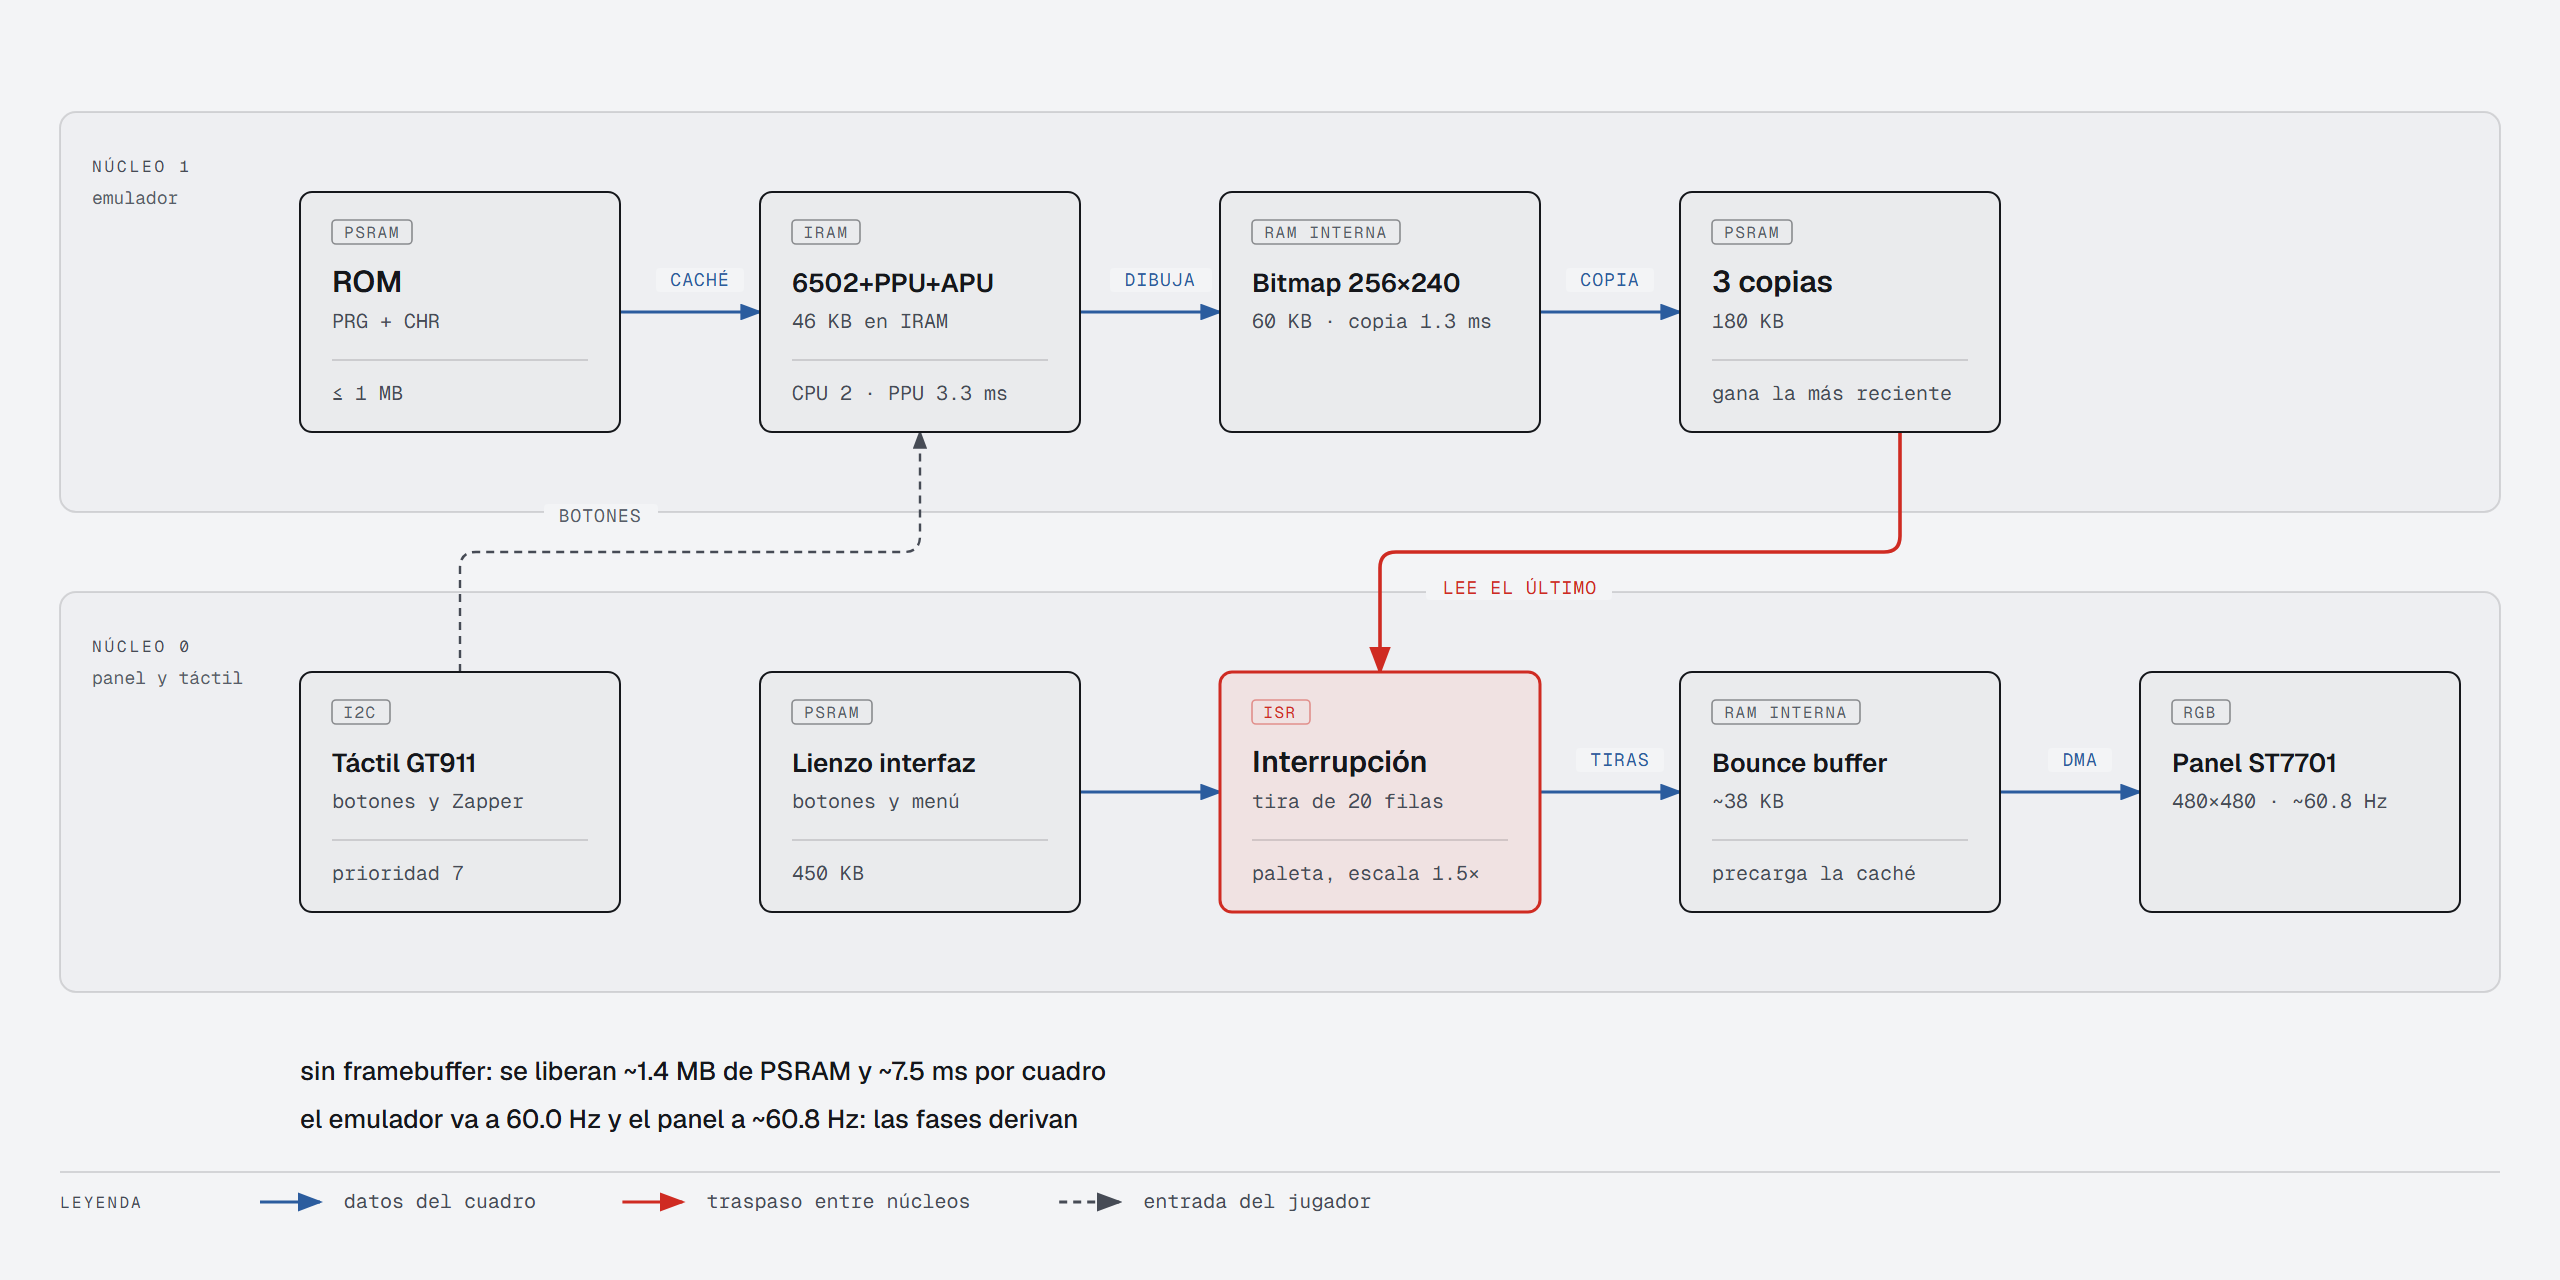 NÚCLEO 1
emulador
PSRAM
ROM
PRG + CHR
≤ 1 MB
CACHÉ
IRAM
6502+PPU+APU
46 KB en IRAM
CPU 2 · PPU 3.3 ms
DIBUJA
RAM INTERNA
Bitmap 256×240
60 KB · copia 1.3 ms
COPIA
PSRAM
3 copias
180 KB
gana la más reciente
BOTONES
LEE EL ÚLTIMO
NÚCLEO 0
panel y táctil
I2C
Táctil GT911
botones y Zapper
prioridad 7
PSRAM
Lienzo interfaz
botones y menú
450 KB
ISR
Interrupción
tira de 20 filas
paleta, escala 1.5×
TIRAS
RAM INTERNA
Bounce buffer
~38 KB
precarga la caché
DMA
RGB
Panel ST7701
480×480 · ~60.8 Hz
sin framebuffer: se liberan ~1.4 MB de PSRAM y ~7.5 ms por cuadro
el emulador va a 60.0 Hz y el panel a ~60.8 Hz: las fases derivan
LEYENDA
datos del cuadro
traspaso entre núcleos
entrada del jugador